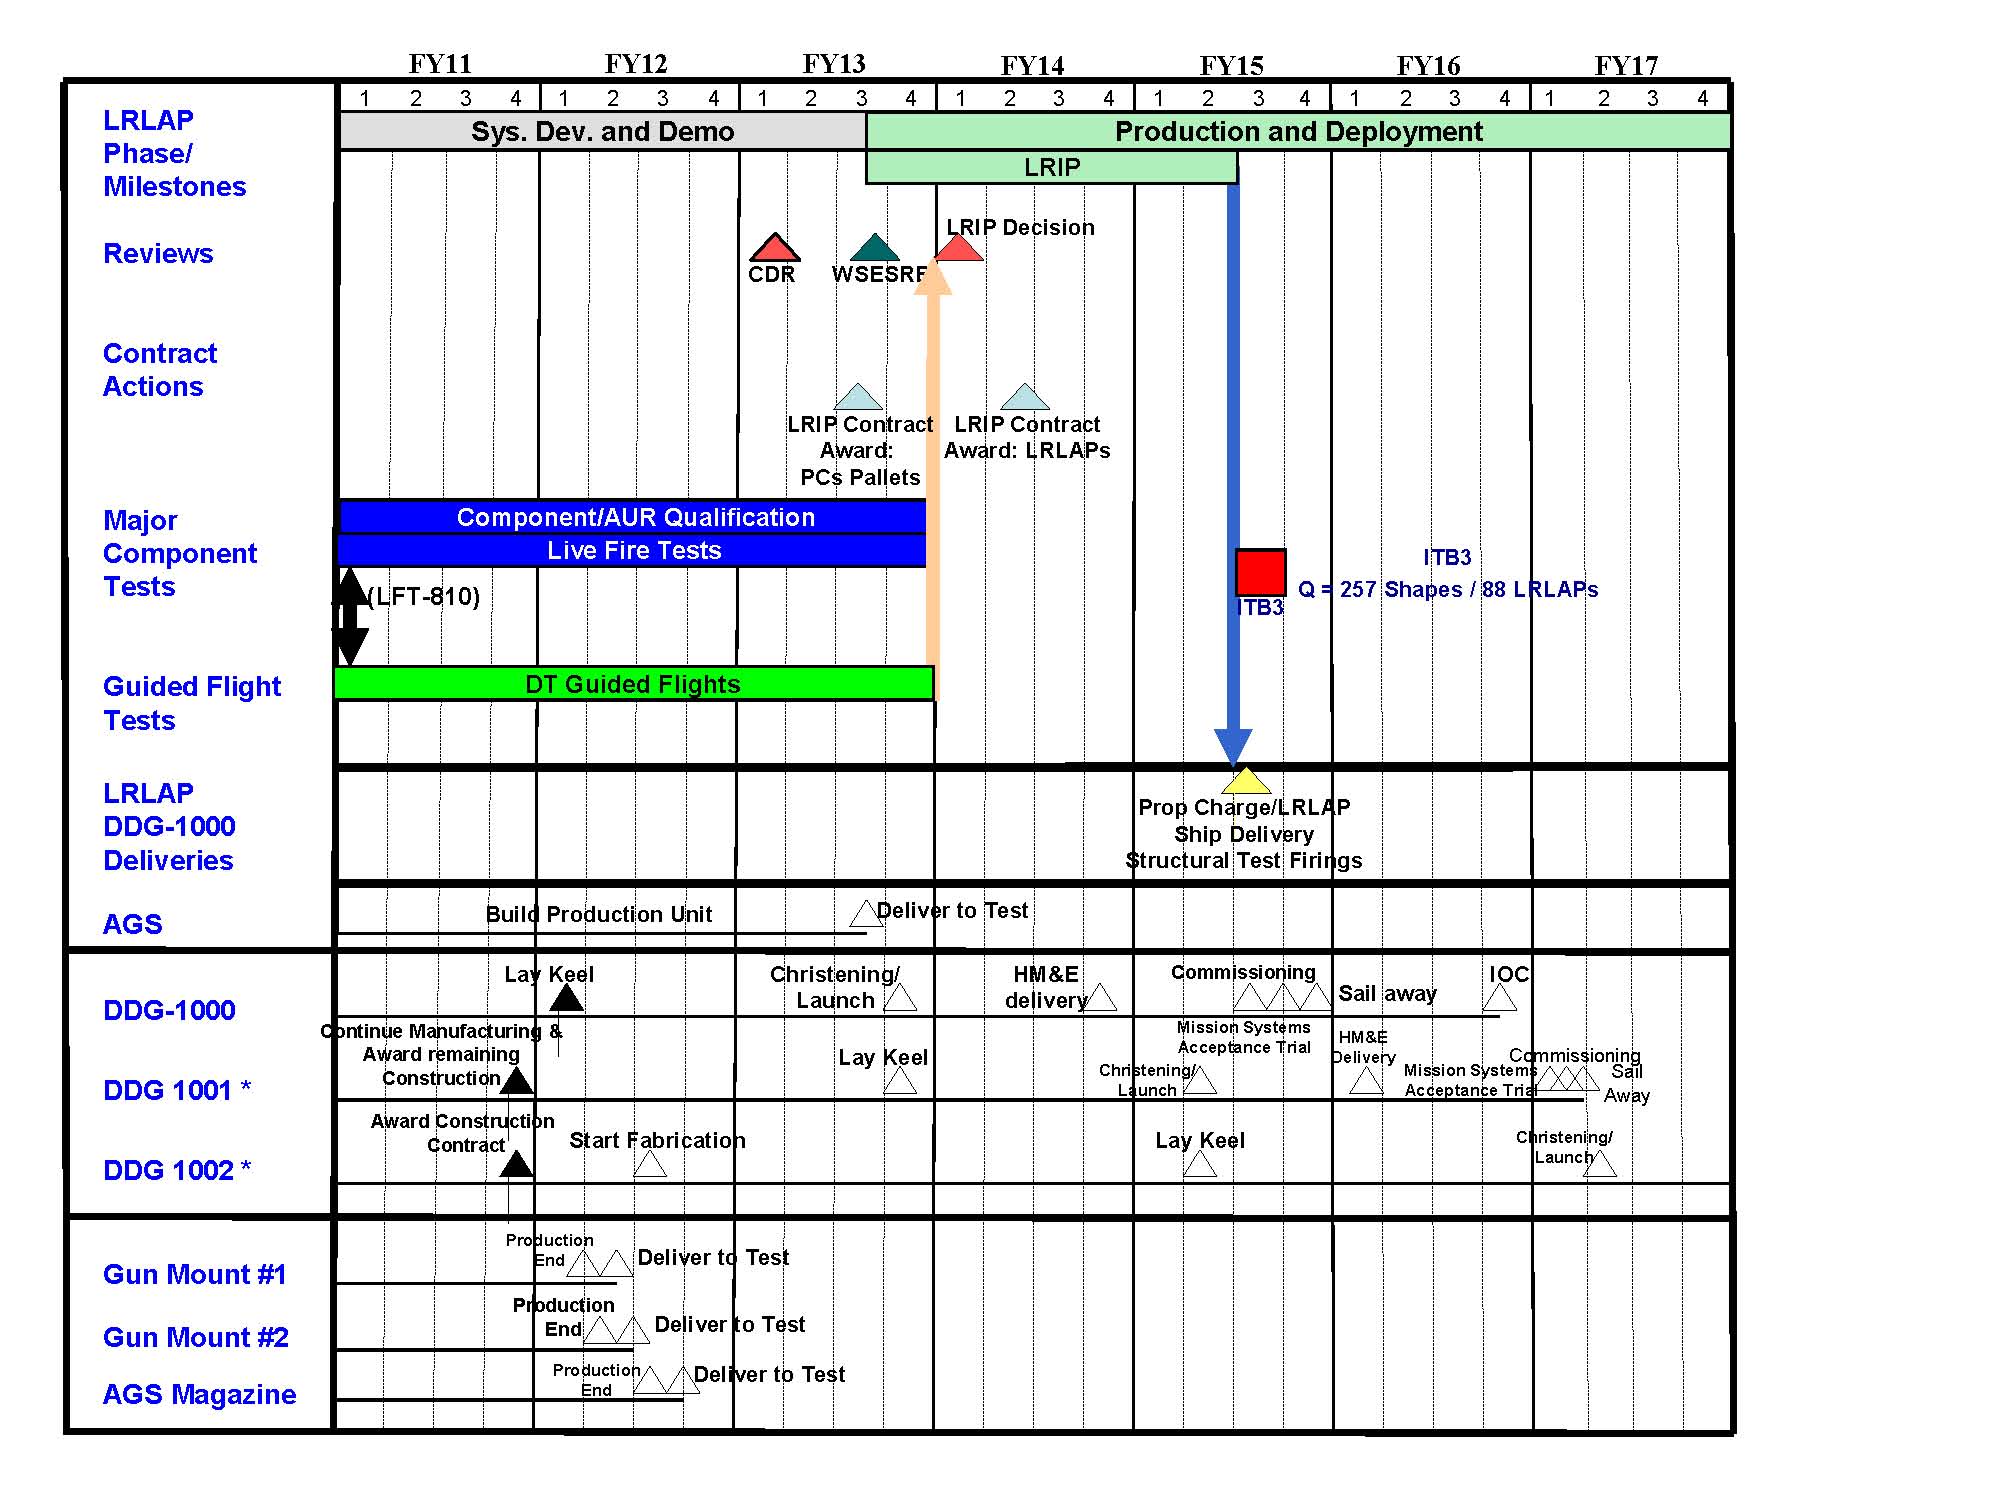 FY11 FY12 FY13 FY14 FY15 FY16 FY17
1 2 3 4 1 2 3 4 1 2 3 4 1 2 3 4 1 2 3 4 1 2 3 4 1 2 3 4
LRLAP
Phase/
Milestones
Sys. Dev. and Demo
Production and Deployment
LRIP
Reviews
CDR
WSESRB
LRIP Decision
Contract
Actions
LRIP Contract
Award:
PCs Pallets
LRIP Contract
Award: LRLAPs
Major
Component
Tests
Component/AUR Qualification
Live Fire Tests
(LFT-810)
ITB3
ITB3
Q = 257 Shapes / 88 LRLAPs
Guided Flight
Tests
DT Guided Flights
LRLAP
DDG-1000
Deliveries
Prop Charge/LRLAP
Ship Delivery
Structural Test Firings
AGS
Build Production Unit
Deliver to Test
DDG-1000
Lay Keel
Christening/
Launch
HM&E
delivery
Commissioning
Sail away
IOC
Mission Systems
Acceptance Trial
DDG 1001 *
Continue Manufacturing &
Award remaining
Construction
Lay Keel
Christening/
Launch
HM&E
Delivery
Mission Systems
Acceptance Trial
Commissioning
Sail
Away
DDG 1002 *
Award Construction
Contract
Start Fabrication
Lay Keel
Christening/
Launch
Gun Mount #1
Production
End
Deliver to Test
Gun Mount #2
Production
End
Deliver to Test
AGS Magazine
Production
End
Deliver to Test